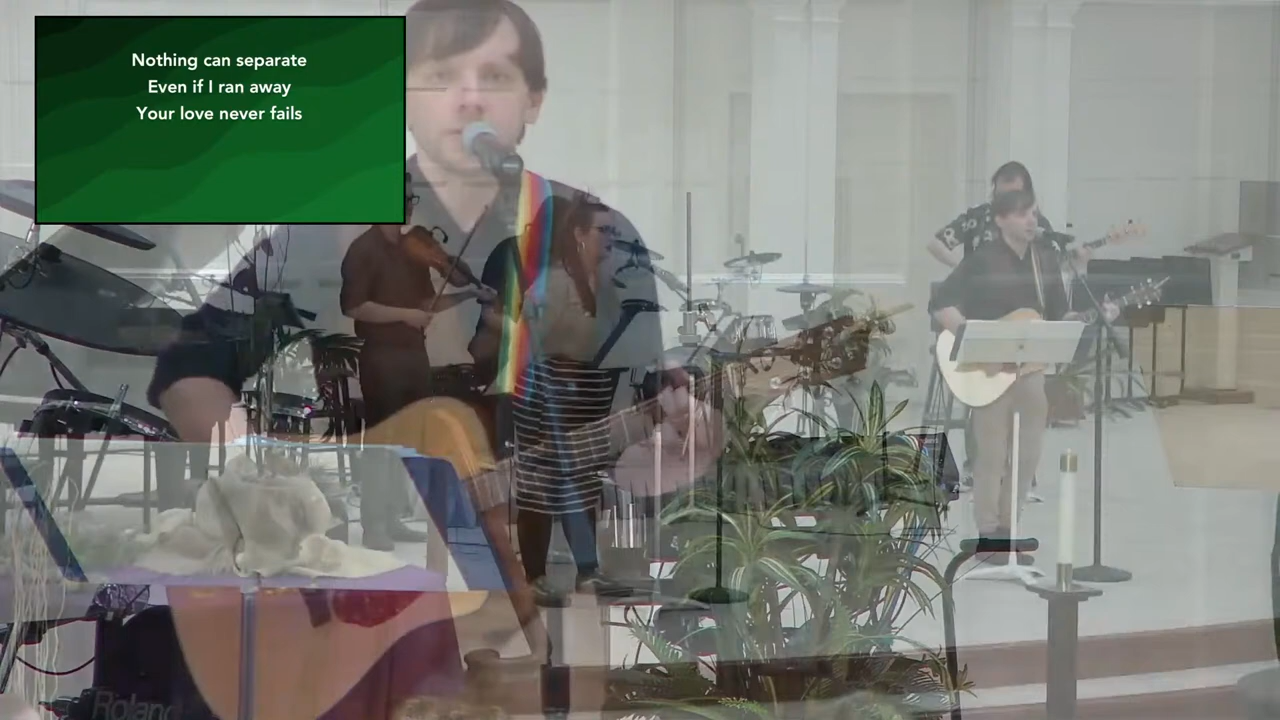 Nothing can separate
Even if I ran away
Your love never fails
Roland